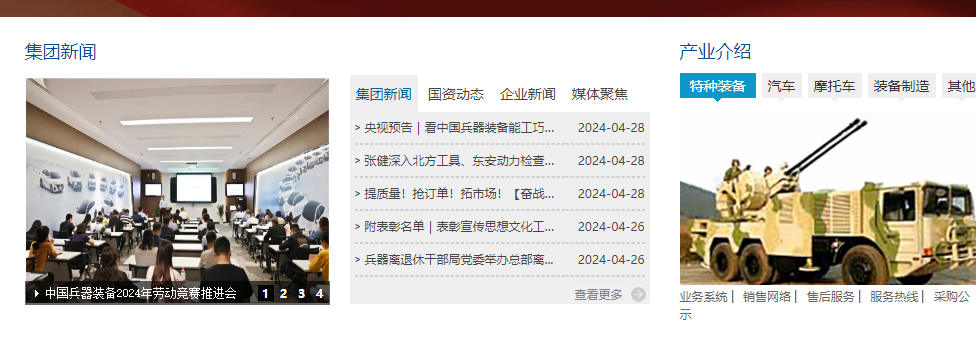 集团新闻
中国兵器装备2024年劳动竞赛推进会
1 2 3 4
集团新闻 国资动态 企业新闻 媒体聚焦
> 央视预告 | 看中国兵器装备能工巧... 2024-04-28
> 张健深入北方工具、东安动力检查... 2024-04-28
> 提质量！抢订单！拓市场！【奋战... 2024-04-28
> 附表彰名单 | 表彰宣传思想文化工... 2024-04-26
> 兵器离退休干部局党委举办总部离... 2024-04-26
查看更多
产业介绍
特种装备 汽车 摩托车 装备制造 其他
业务系统 | 销售网络 | 售后服务 | 服务热线 | 采购公
示